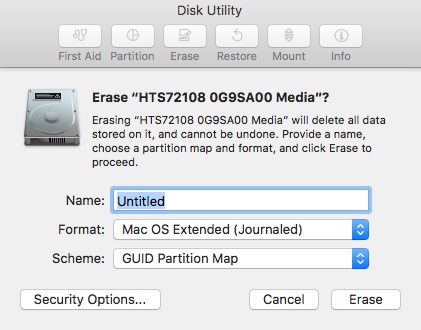 Disk Utility
First Aid Partition Erase Restore Mount Info
Erase “HTS72108 0G9SA00 Media”?
Erasing “HTS72108 0G9SA00 Media” will delete all data
stored on it, and cannot be undone. Provide a name,
choose a partition map and format, and click Erase to
proceed.
Name: Untitled
Format: Mac OS Extended (Journaled)
Scheme: GUID Partition Map
Security Options... Cancel Erase